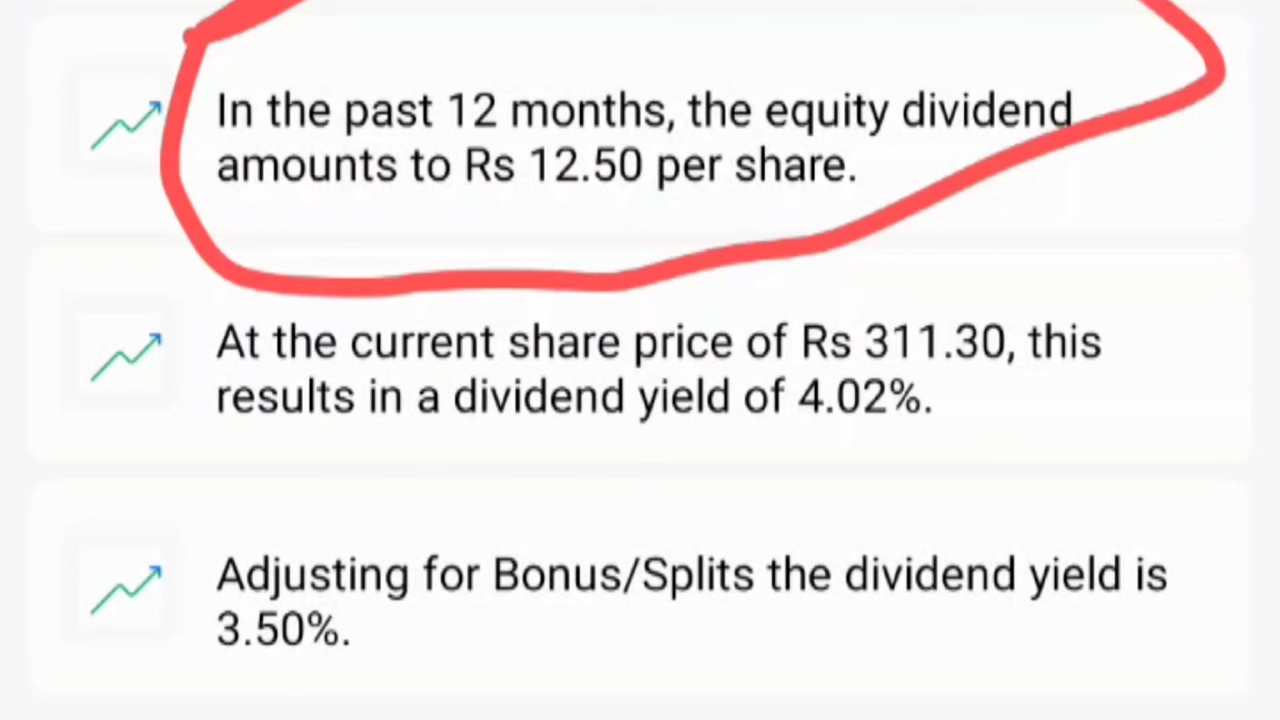 In the past 12 months, the equity dividend
amounts to Rs 12.50 per share.
At the current share price of Rs 311.30, this
results in a dividend yield of 4.02%.
Adjusting for Bonus/Splits the dividend yield is
3.50%.